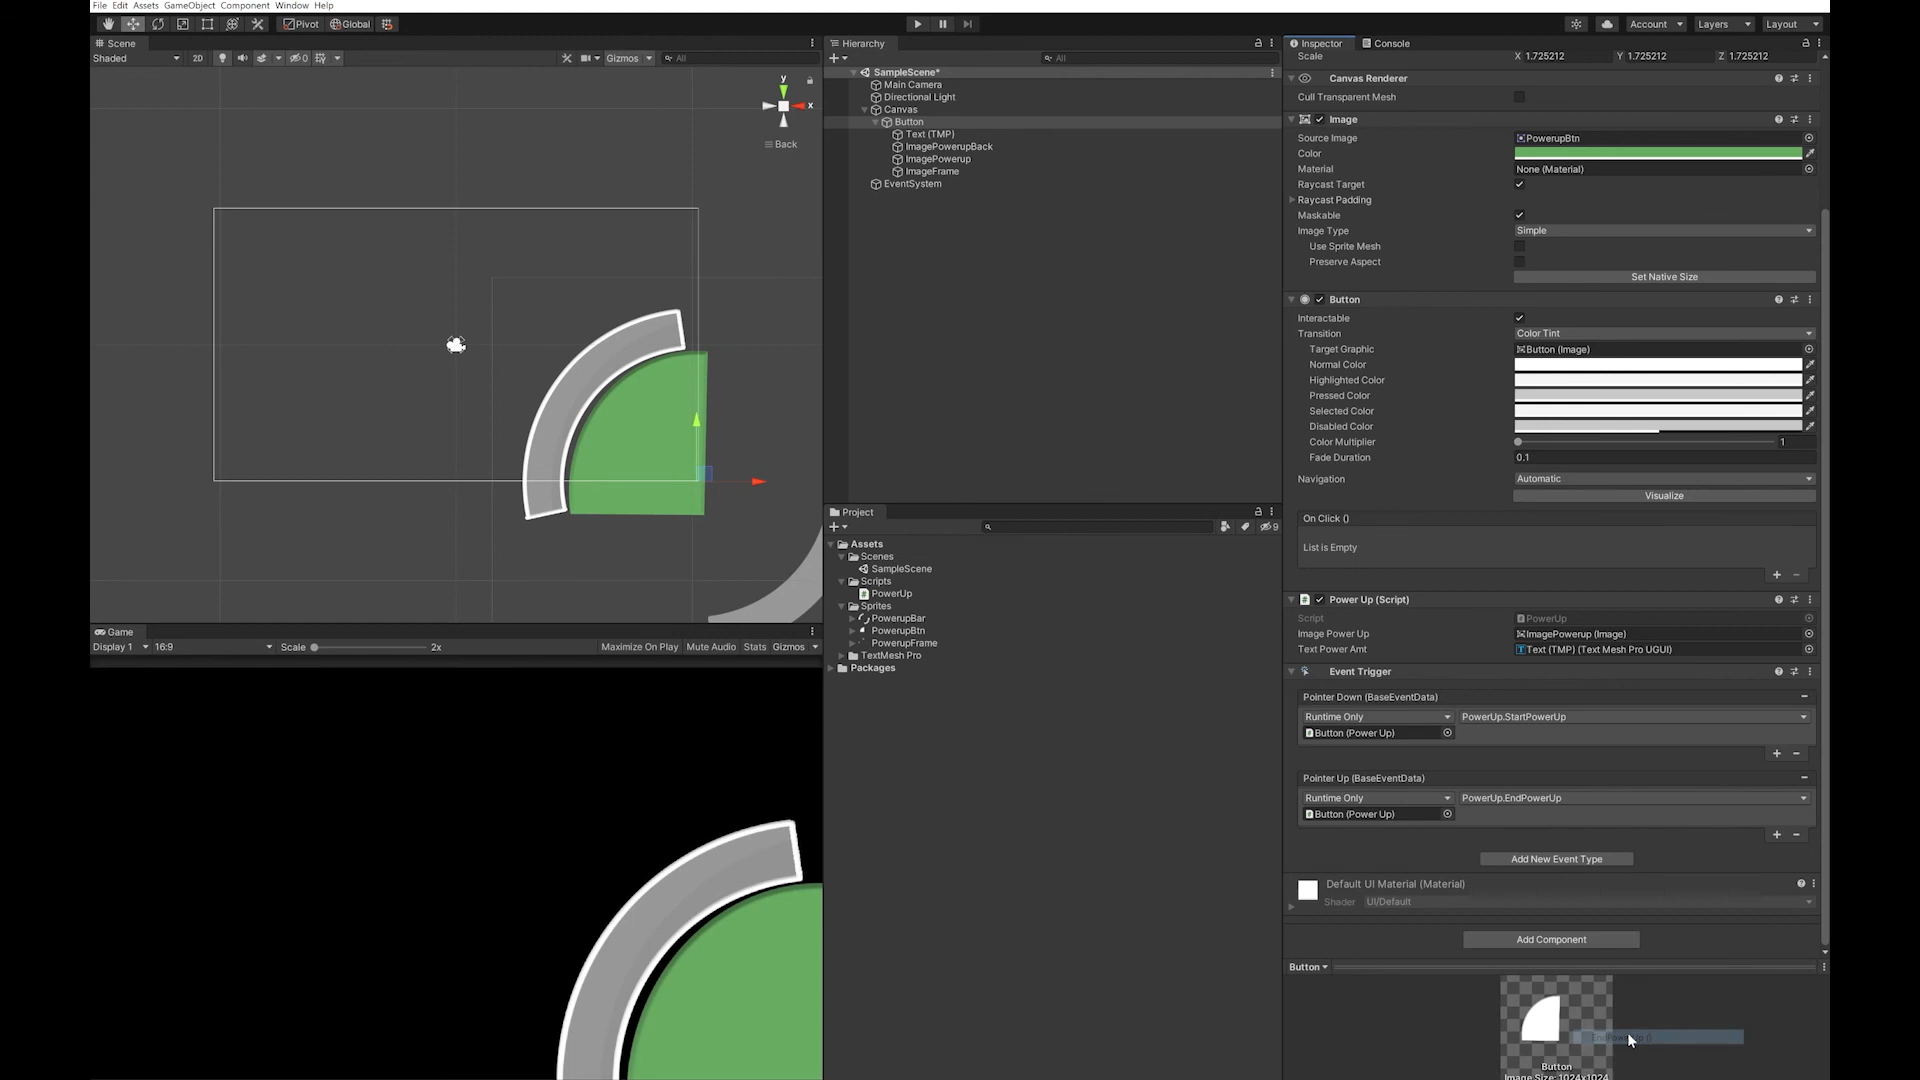 File Edit Assets GameObject Component Window Help
Pivot Global Account Layers Layout
Scene
Shaded 2D 0 Gizmos All
y
x
Back
Game
Display 1 16:9 Scale 2x Maximize On Play Mute Audio Stats Gizmos
Hierarchy
All
SampleScene*
Main Camera
Directional Light
Canvas
Button
Text (TMP)
ImagePowerupBack
ImagePowerup
ImageFrame
EventSystem
Project
9
Assets
Scenes
SampleScene
Scripts
PowerUp
Sprites
PowerupBar
PowerupBtn
PowerupFrame
TextMesh Pro
Packages
Inspector Console
Scale X 1.725212 Y 1.725212 Z 1.725212
Canvas Renderer
Cull Transparent Mesh
Image
Source Image PowerupBtn
Color
Material None (Material)
Raycast Target
Raycast Padding
Maskable
Image Type Simple
Use Sprite Mesh
Preserve Aspect
Set Native Size
Button
Interactable
Transition Color Tint
Target Graphic Button (Image)
Normal Color
Highlighted Color
Pressed Color
Selected Color
Disabled Color
Color Multiplier 1
Fade Duration 0.1
Navigation Automatic
Visualize
On Click ()
List is Empty
Power Up (Script)
Script PowerUp
Image Power Up ImagePowerup (Image)
Text Power Amt Text (TMP) (Text Mesh Pro UGUI)
Event Trigger
Pointer Down (BaseEventData)
Runtime Only PowerUp.StartPowerUp
Button (Power Up)
Pointer Up (BaseEventData)
Runtime Only PowerUp.EndPowerUp
Button (Power Up)
Add New Event Type
Default UI Material (Material)
Shader UI/Default
Add Component
Button
Button
Image Size: 1024x1024